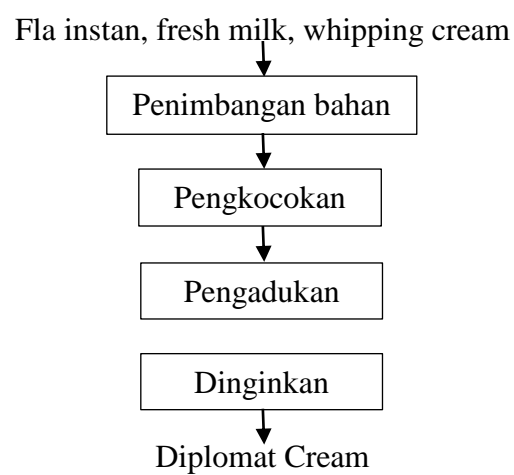 Fla instan, fresh milk, whipping cream
Penimbangan bahan
Pengkocokan
Pengadukan
Dinginkan
Diplomat Cream